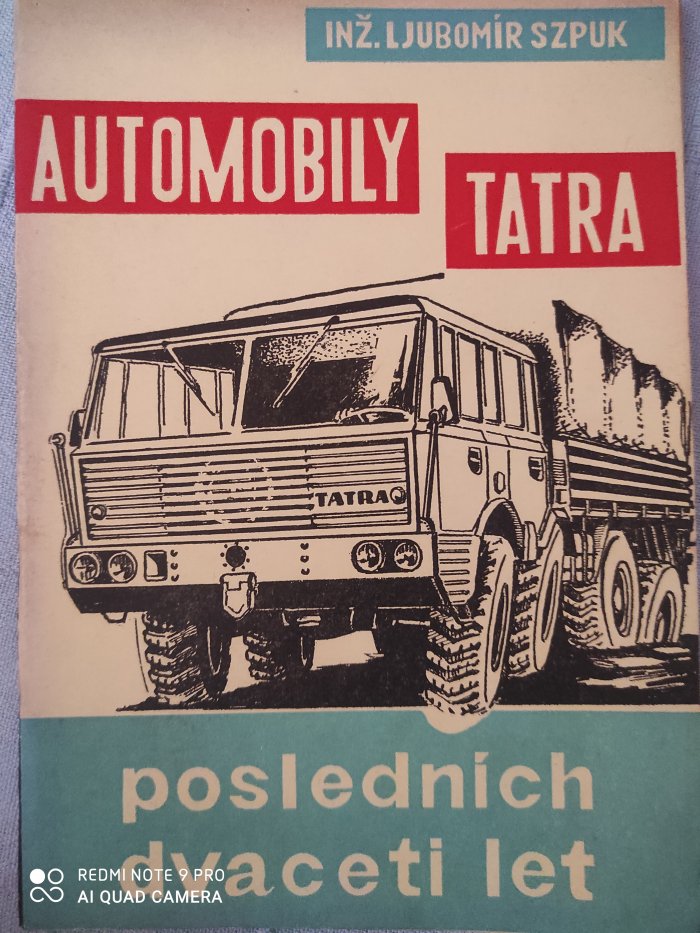 INŽ. LJUBOMÍR SZPUK
AUTOMOBILY
TATRA
TATRA
posledních
dvaceti let
REDMI NOTE 9 PRO
AI QUAD CAMERA